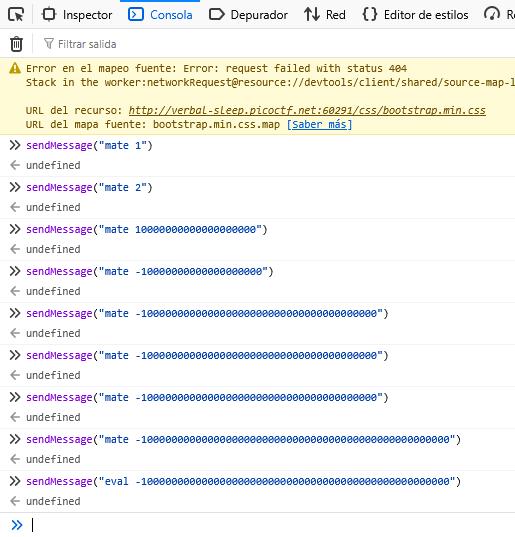 Inspector Consola Depurador Red Editor de estilos Re
Filtrar salida
Error en el mapeo fuente: Error: request failed with status 404
Stack in the worker:networkRequest@resource://devtools/client/shared/source-map-l
URL del recurso: http://verbal-sleep.picoctf.net:60291/css/bootstrap.min.css
URL del mapa fuente: bootstrap.min.css.map [Saber más]
>> sendMessage("mate 1")
← undefined
>> sendMessage("mate 2")
← undefined
>> sendMessage("mate 10000000000000000000")
← undefined
>> sendMessage("mate -10000000000000000000")
← undefined
>> sendMessage("mate -100000000000000000000000000000000000000")
← undefined
>> sendMessage("mate -100000000000000000000000000000000000000")
← undefined
>> sendMessage("mate -100000000000000000000000000000000000000")
← undefined
>> sendMessage("mate -100000000000000000000000000000000000000000000000000")
← undefined
>> sendMessage("eval -100000000000000000000000000000000000000000000000000")
← undefined
>>